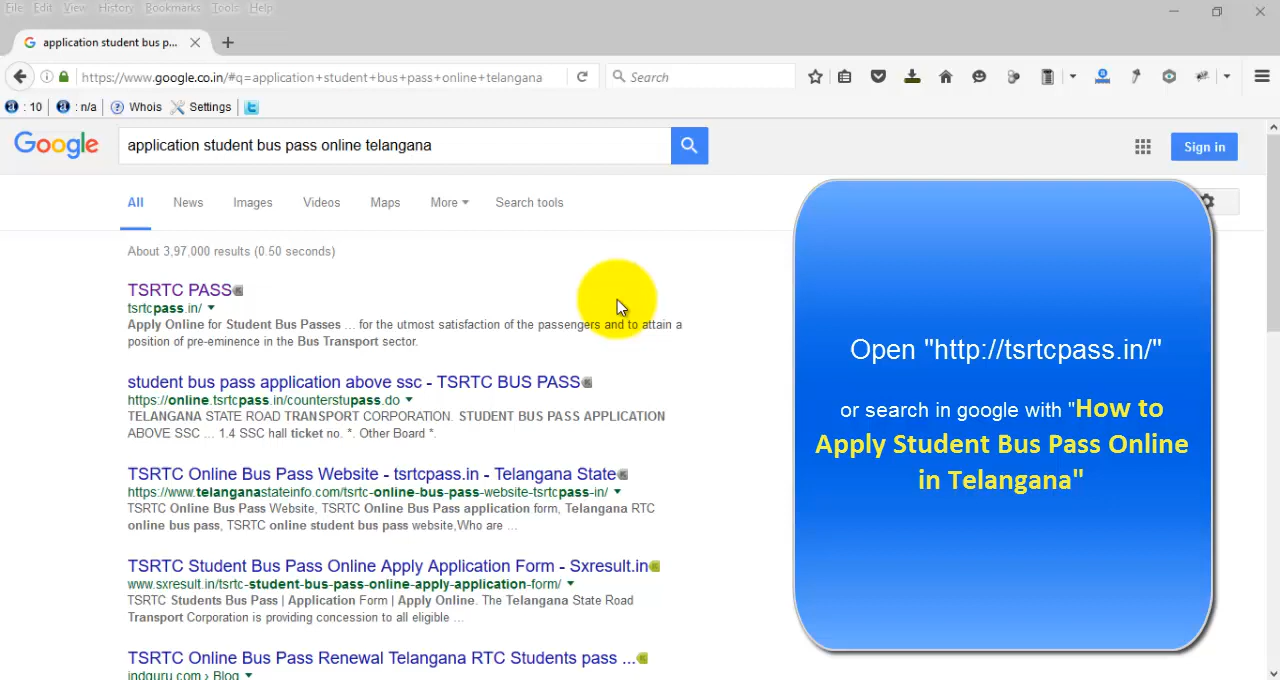 File Edit View History Bookmarks Tools Help
application student bus p...
https://www.google.co.in/#q=application+student+bus+pass+online+telangana
Search
: 10 : n/a Whois Settings
Google
application student bus pass online telangana
Sign in
All News Images Videos Maps More Search tools
About 3,97,000 results (0.50 seconds)
TSRTC PASS
tsrtcpass.in/
Apply Online for Student Bus Passes ... for the utmost satisfaction of the passengers and to attain a
position of pre-eminence in the Bus Transport sector.
student bus pass application above ssc - TSRTC BUS PASS
https://online.tsrtcpass.in/counterstupass.do
TELANGANA STATE ROAD TRANSPORT CORPORATION. STUDENT BUS PASS APPLICATION
ABOVE SSC ... 1.4 SSC hall ticket no. *. Other Board *.
TSRTC Online Bus Pass Website - tsrtcpass.in - Telangana State
https://www.telanganastateinfo.com/tsrtc-online-bus-pass-website-tsrtcpass-in/
TSRTC Online Bus Pass Website, TSRTC Online Bus Pass application form, Telangana RTC
online bus pass, TSRTC online student bus pass website,Who are ...
TSRTC Student Bus Pass Online Apply Application Form - Sxresult.in
www.sxresult.in/tsrtc-student-bus-pass-online-apply-application-form/
TSRTC Students Bus Pass | Application Form | Apply Online. The Telangana State Road
Transport Corporation is providing concession to all eligible ...
TSRTC Online Bus Pass Renewal Telangana RTC Students pass ...
indguru.com › Blog
Open "http://tsrtcpass.in/"
or search in google with "How to
Apply Student Bus Pass Online
in Telangana"